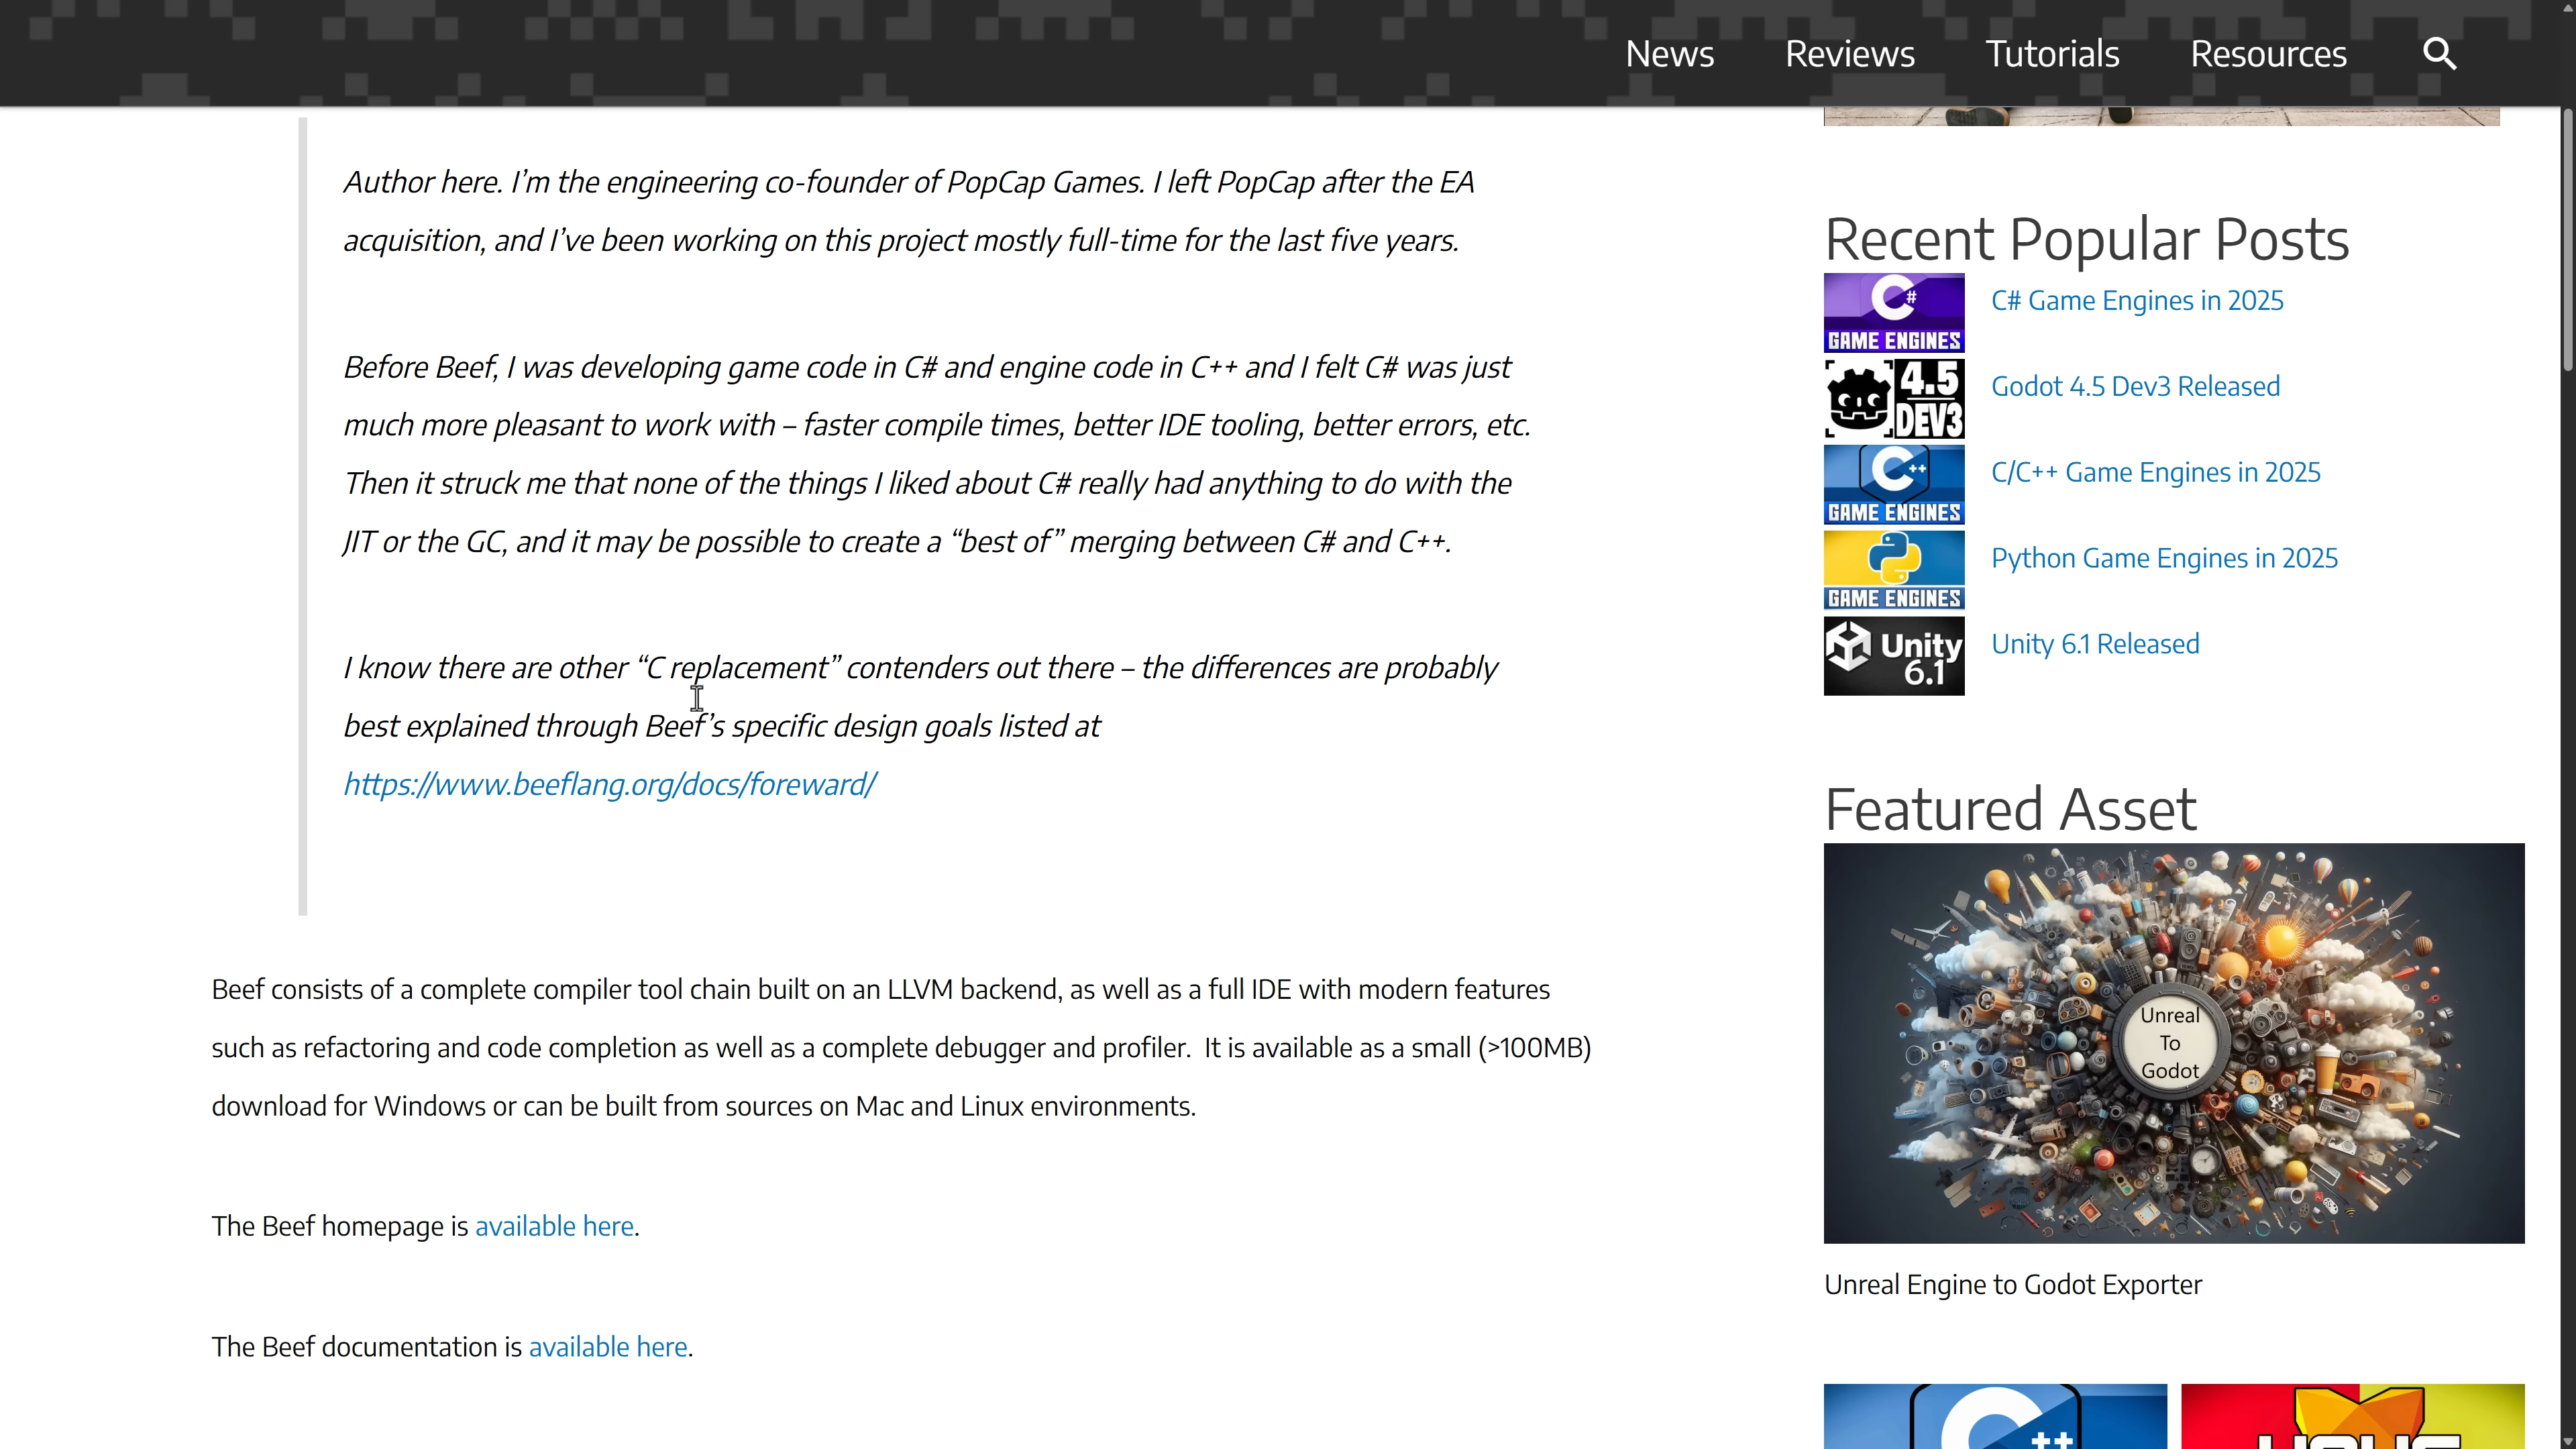 News Reviews Tutorials Resources
Author here. I’m the engineering co-founder of PopCap Games. I left PopCap after the EA
acquisition, and I’ve been working on this project mostly full-time for the last five years.
Before Beef, I was developing game code in C# and engine code in C++ and I felt C# was just
much more pleasant to work with – faster compile times, better IDE tooling, better errors, etc.
Then it struck me that none of the things I liked about C# really had anything to do with the
JIT or the GC, and it may be possible to create a “best of” merging between C# and C++.
I know there are other “C replacement” contenders out there – the differences are probably
best explained through Beef’s specific design goals listed at
https://www.beeflang.org/docs/foreward/
Beef consists of a complete compiler tool chain built on an LLVM backend, as well as a full IDE with modern features
such as refactoring and code completion as well as a complete debugger and profiler.  It is available as a small (>100MB)
download for Windows or can be built from sources on Mac and Linux environments.
The Beef homepage is available here.
The Beef documentation is available here.
Recent Popular Posts
C#
GAME ENGINES
C# Game Engines in 2025
4.5
DEV3
Godot 4.5 Dev3 Released
C++
GAME ENGINES
C/C++ Game Engines in 2025
GAME ENGINES
Python Game Engines in 2025
Unity
6.1
Unity 6.1 Released
Featured Asset
Unreal
To
Godot
Unreal Engine to Godot Exporter
C++